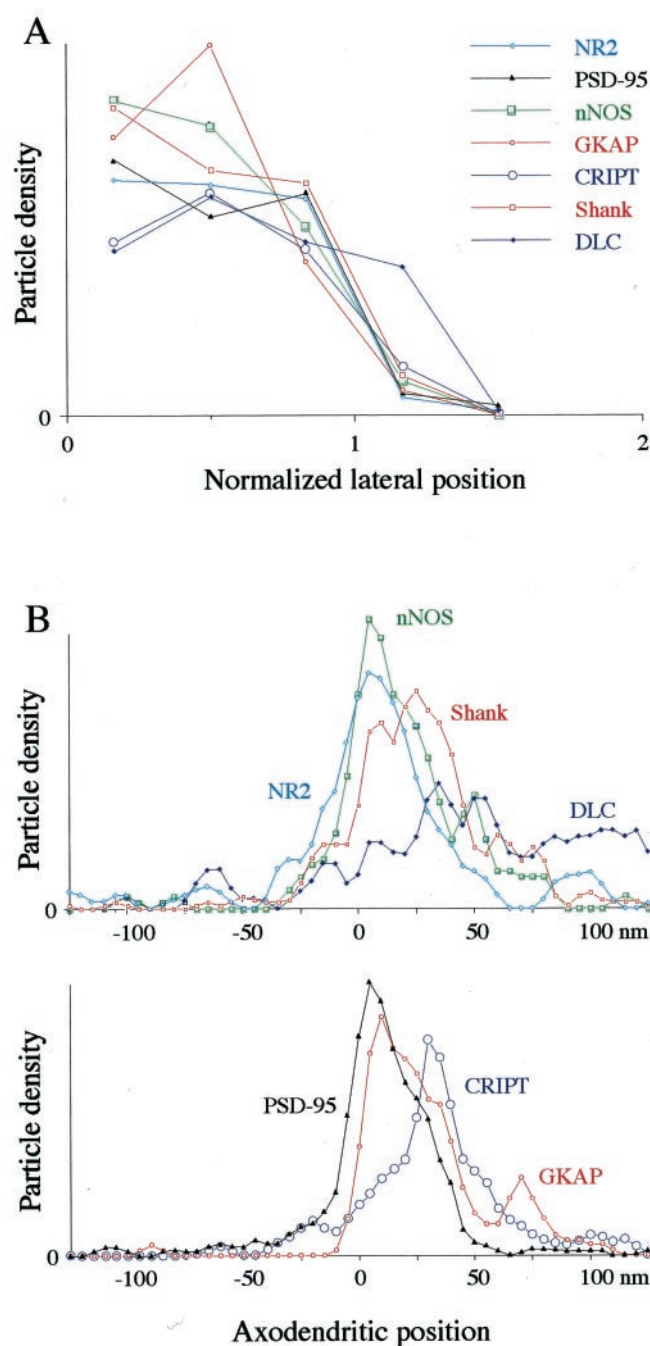 A
Particle density
0
0
1
2
Normalized lateral position
NR2
PSD-95
nNOS
GKAP
CRIPT
Shank
DLC
B
Particle density
nNOS
Shank
NR2
DLC
0
-100
-50
0
50
100 nm
Particle density
PSD-95
CRIPT
GKAP
0
-100
-50
0
50
100 nm
Axodendritic position